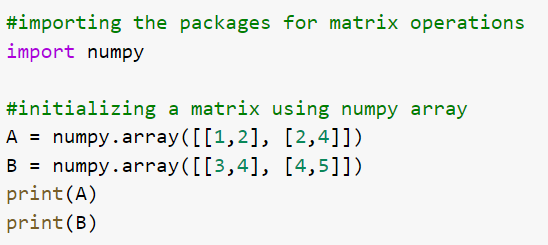 #importing the packages for matrix operations
import numpy
#initializing a matrix using numpy array
A = numpy.array([[1,2], [2,4]])
B = numpy.array([[3,4], [4,5]])
print(A)
print(B)